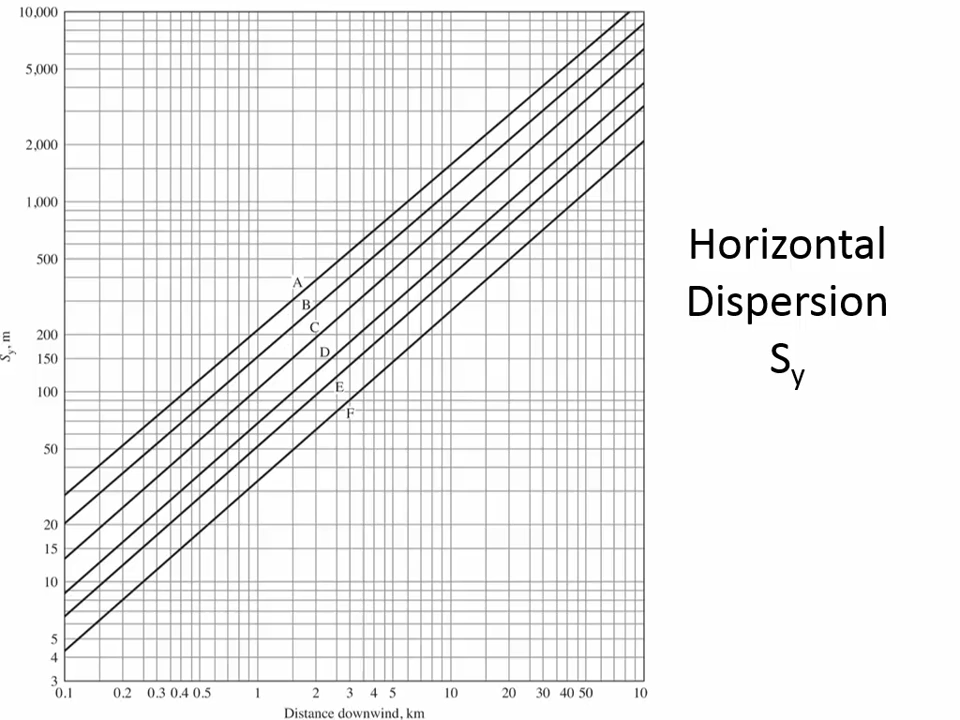 10,000
5,000
2,000
1,000
500
200
150
100
50
20
15
10
5
4
3
S_y, m
A
B
C
D
E
F
0.1 0.2 0.3 0.4 0.5 1 2 3 4 5 10 20 30 40 50 10
Distance downwind, km
Horizontal
Dispersion
S_y